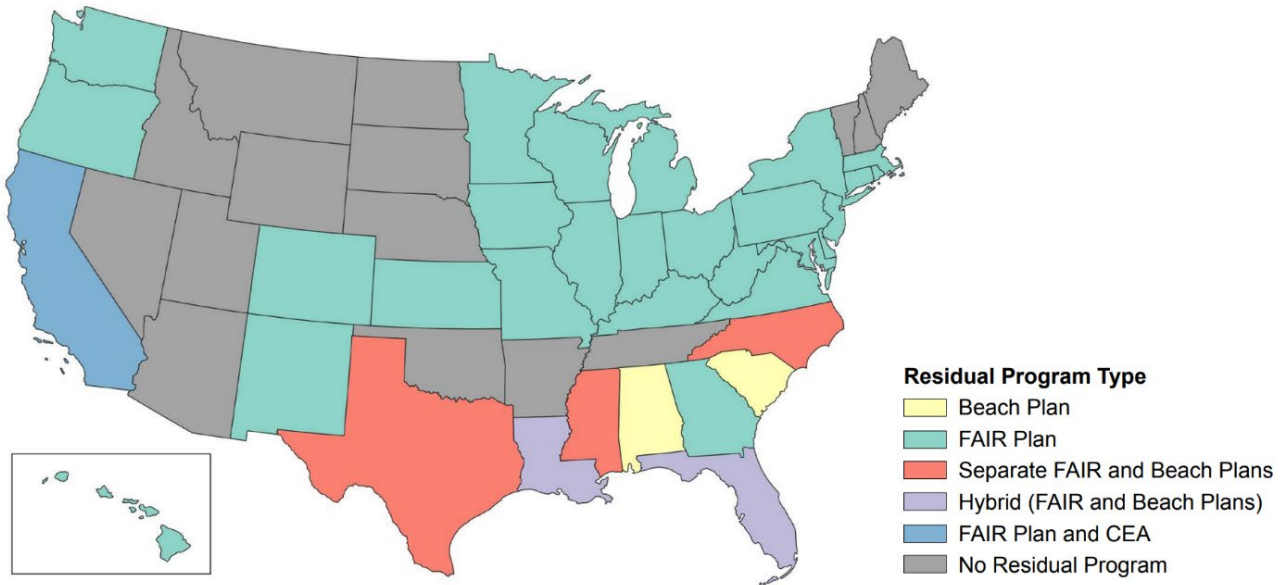 Residual Program Type
Beach Plan
FAIR Plan
Separate FAIR and Beach Plans
Hybrid (FAIR and Beach Plans)
FAIR Plan and CEA
No Residual Program